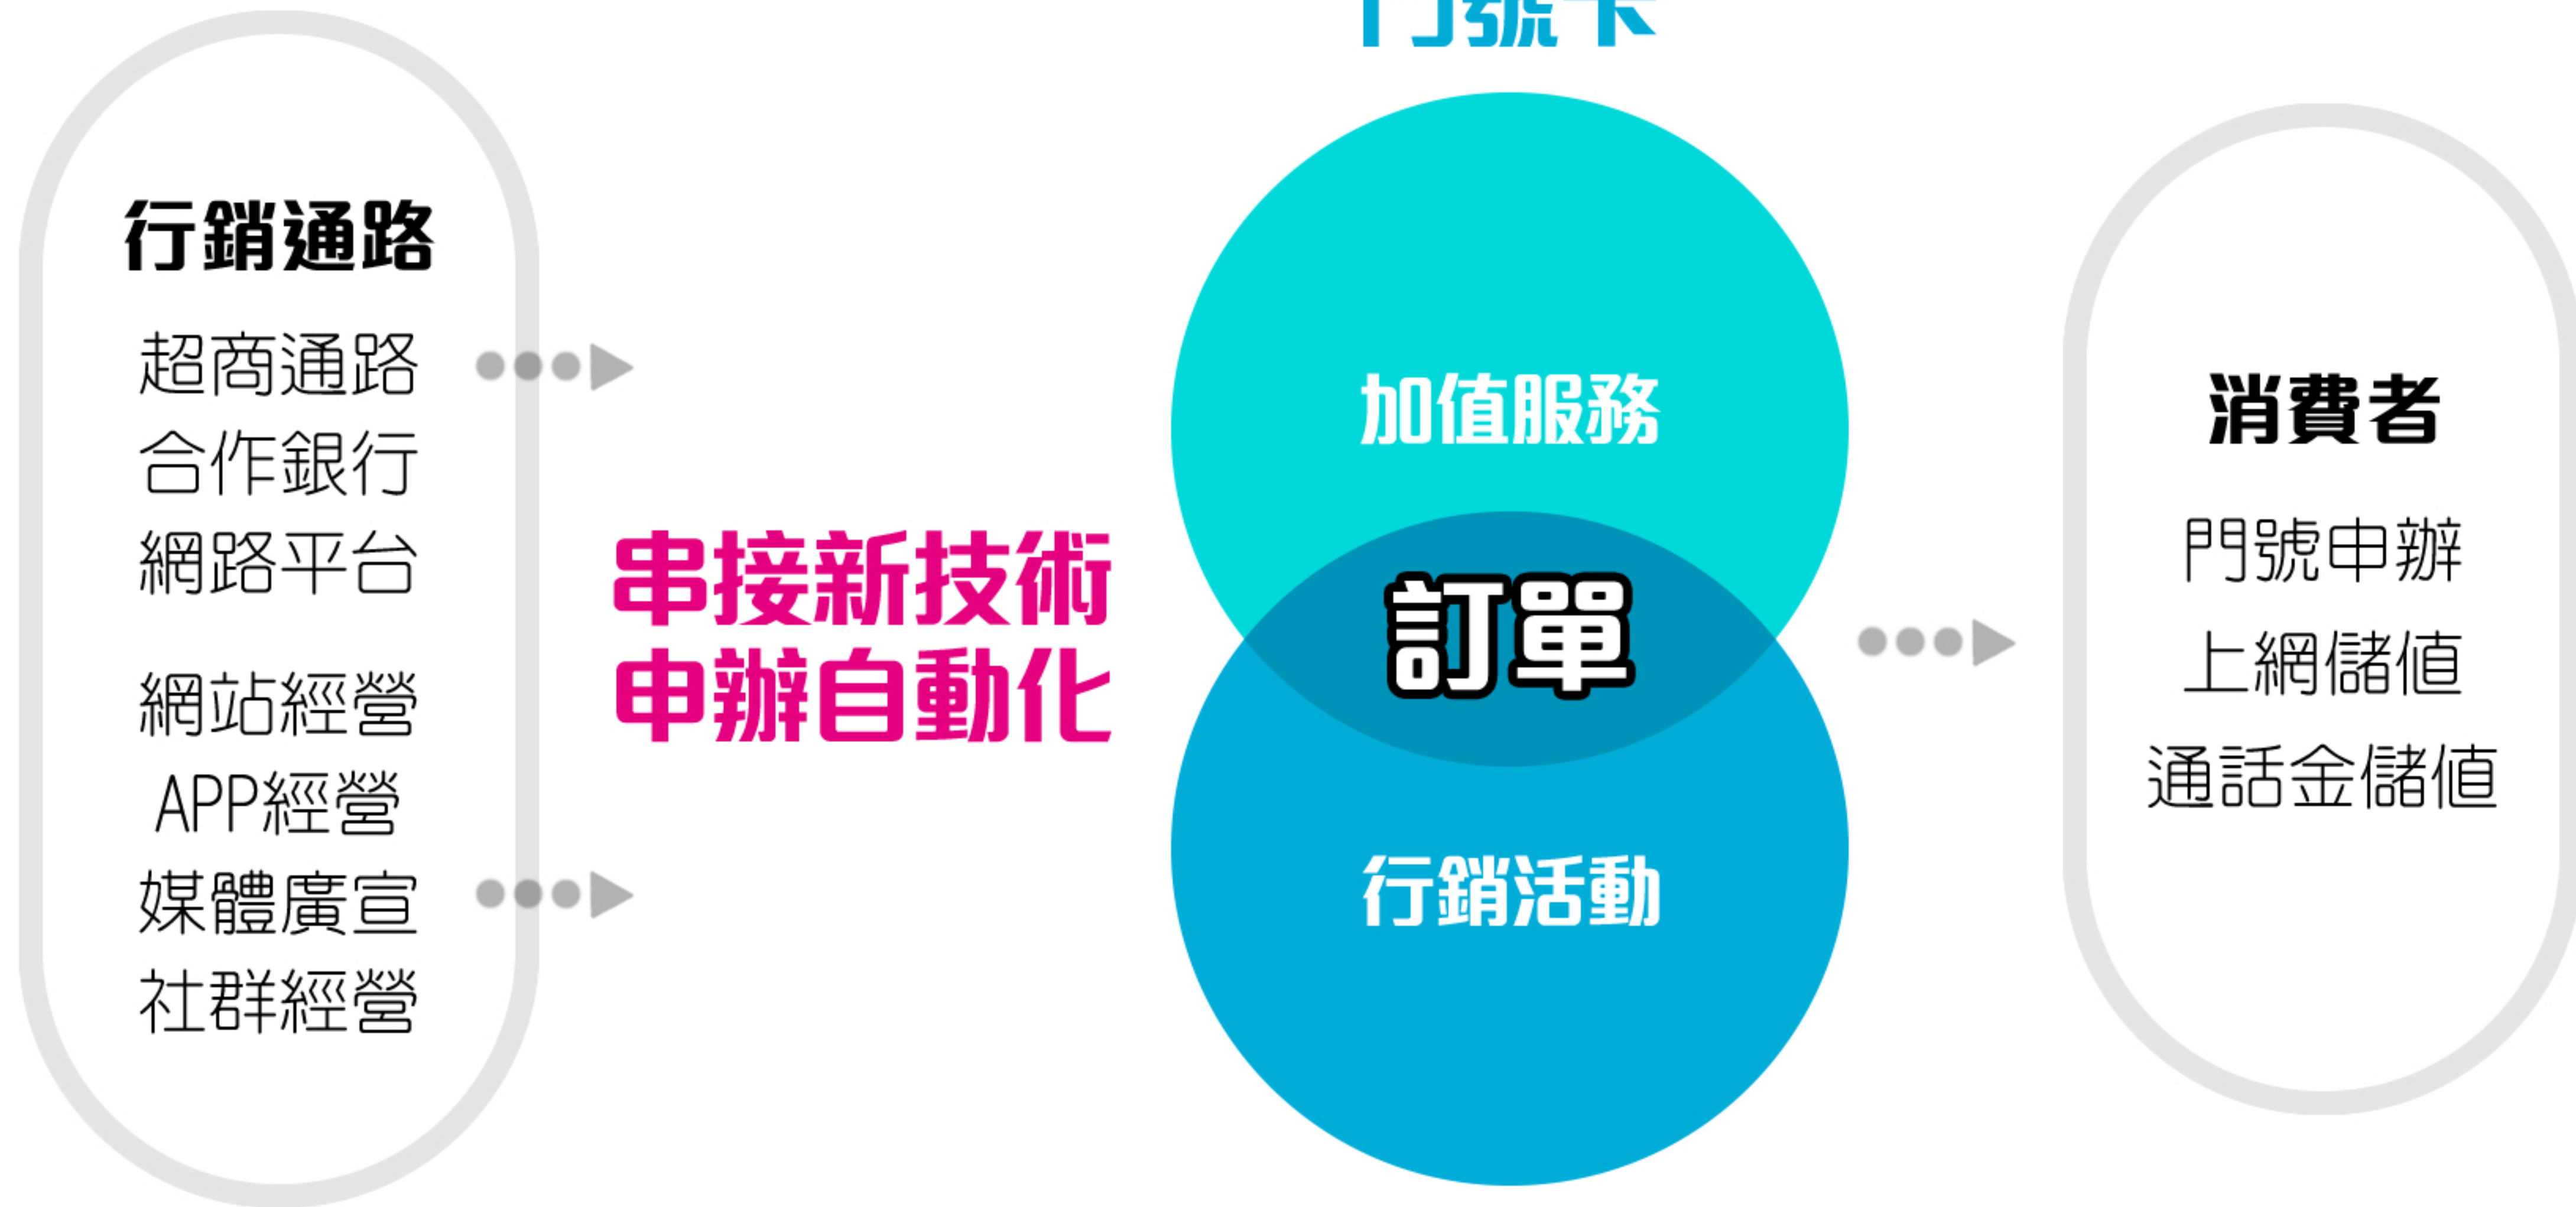 門號卡
行銷通路
超商通路
合作銀行
網路平台
網站經營
APP經營
媒體廣宣
社群經營
串接新技術
申辦自動化
加值服務
訂單
行銷活動
消費者
門號申辦
上網儲值
通話金儲值